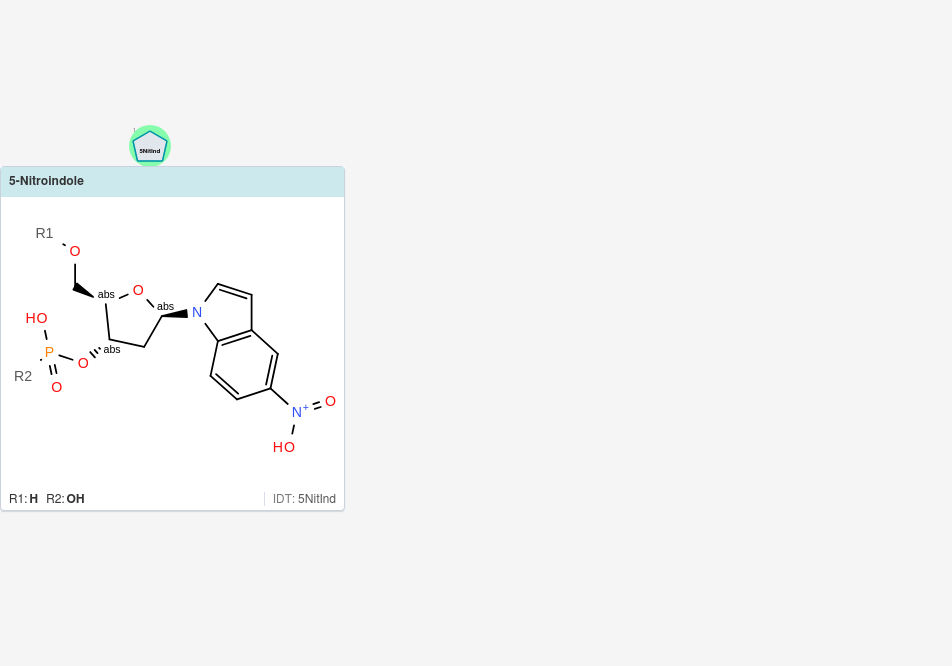 5NitInd
5-Nitroindole
R1
O
abs
O
abs
N
HO
P
O
abs
R2
O
N+
O
HO
R1: H R2: OH
IDT: 5NitInd